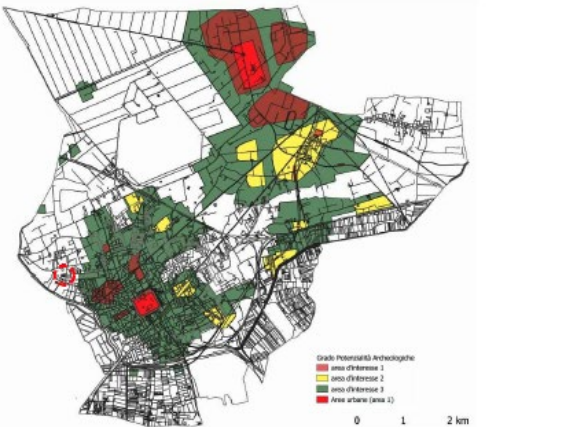 Grado Potenzialità Archeologiche
area d'interesse 1
area d'interesse 2
area d'interesse 3
Aree urbane (area 1)
0 1 2 km